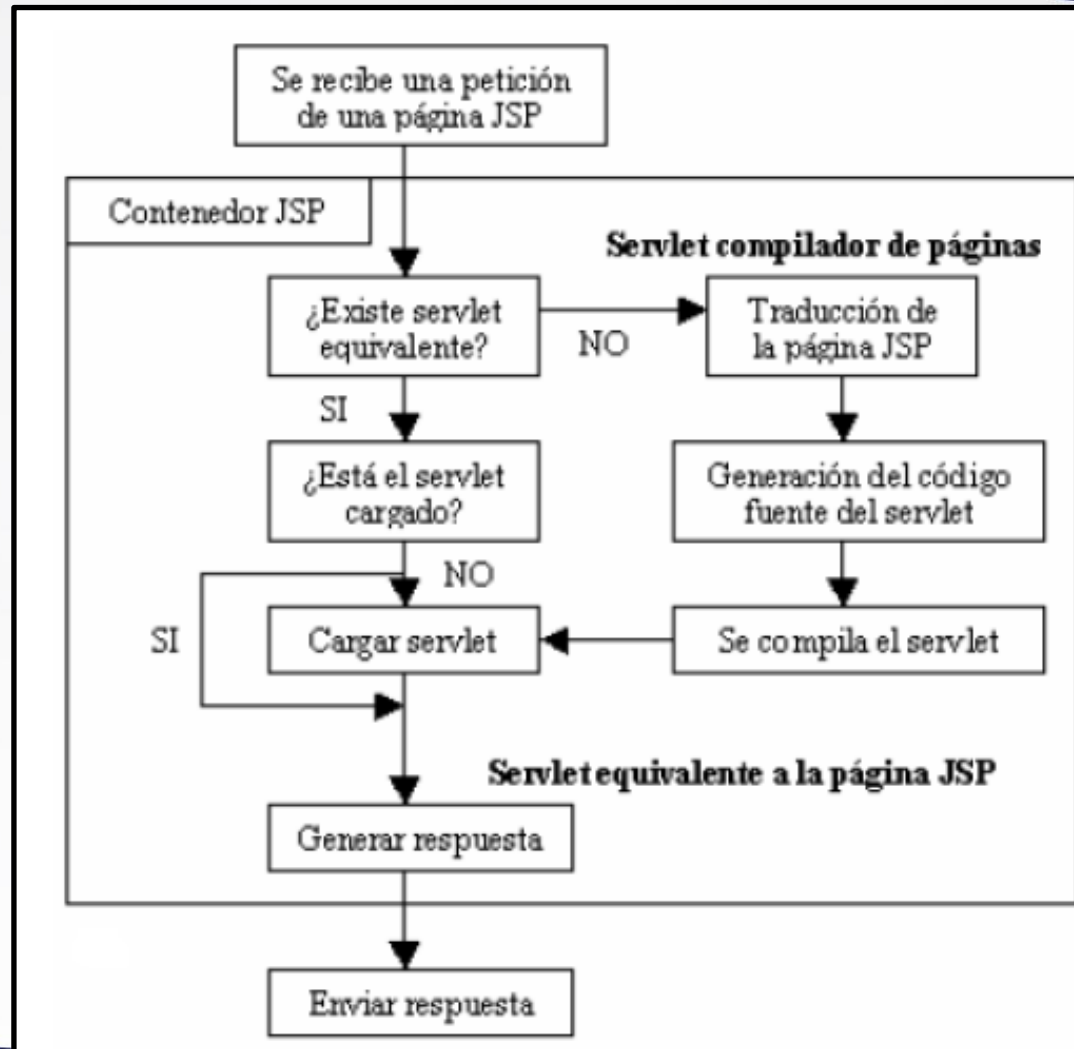 Se recibe una petición
de una página JSP
Contenedor JSP
Servlet compilador de páginas
¿Existe servlet
equivalente?
NO
Traducción de
la página JSP
SI
¿Está el servlet
cargado?
Generación del código
fuente del servlet
NO
SI
Cargar servlet
Se compila el servlet
Servlet equivalente a la página JSP
Generar respuesta
Enviar respuesta